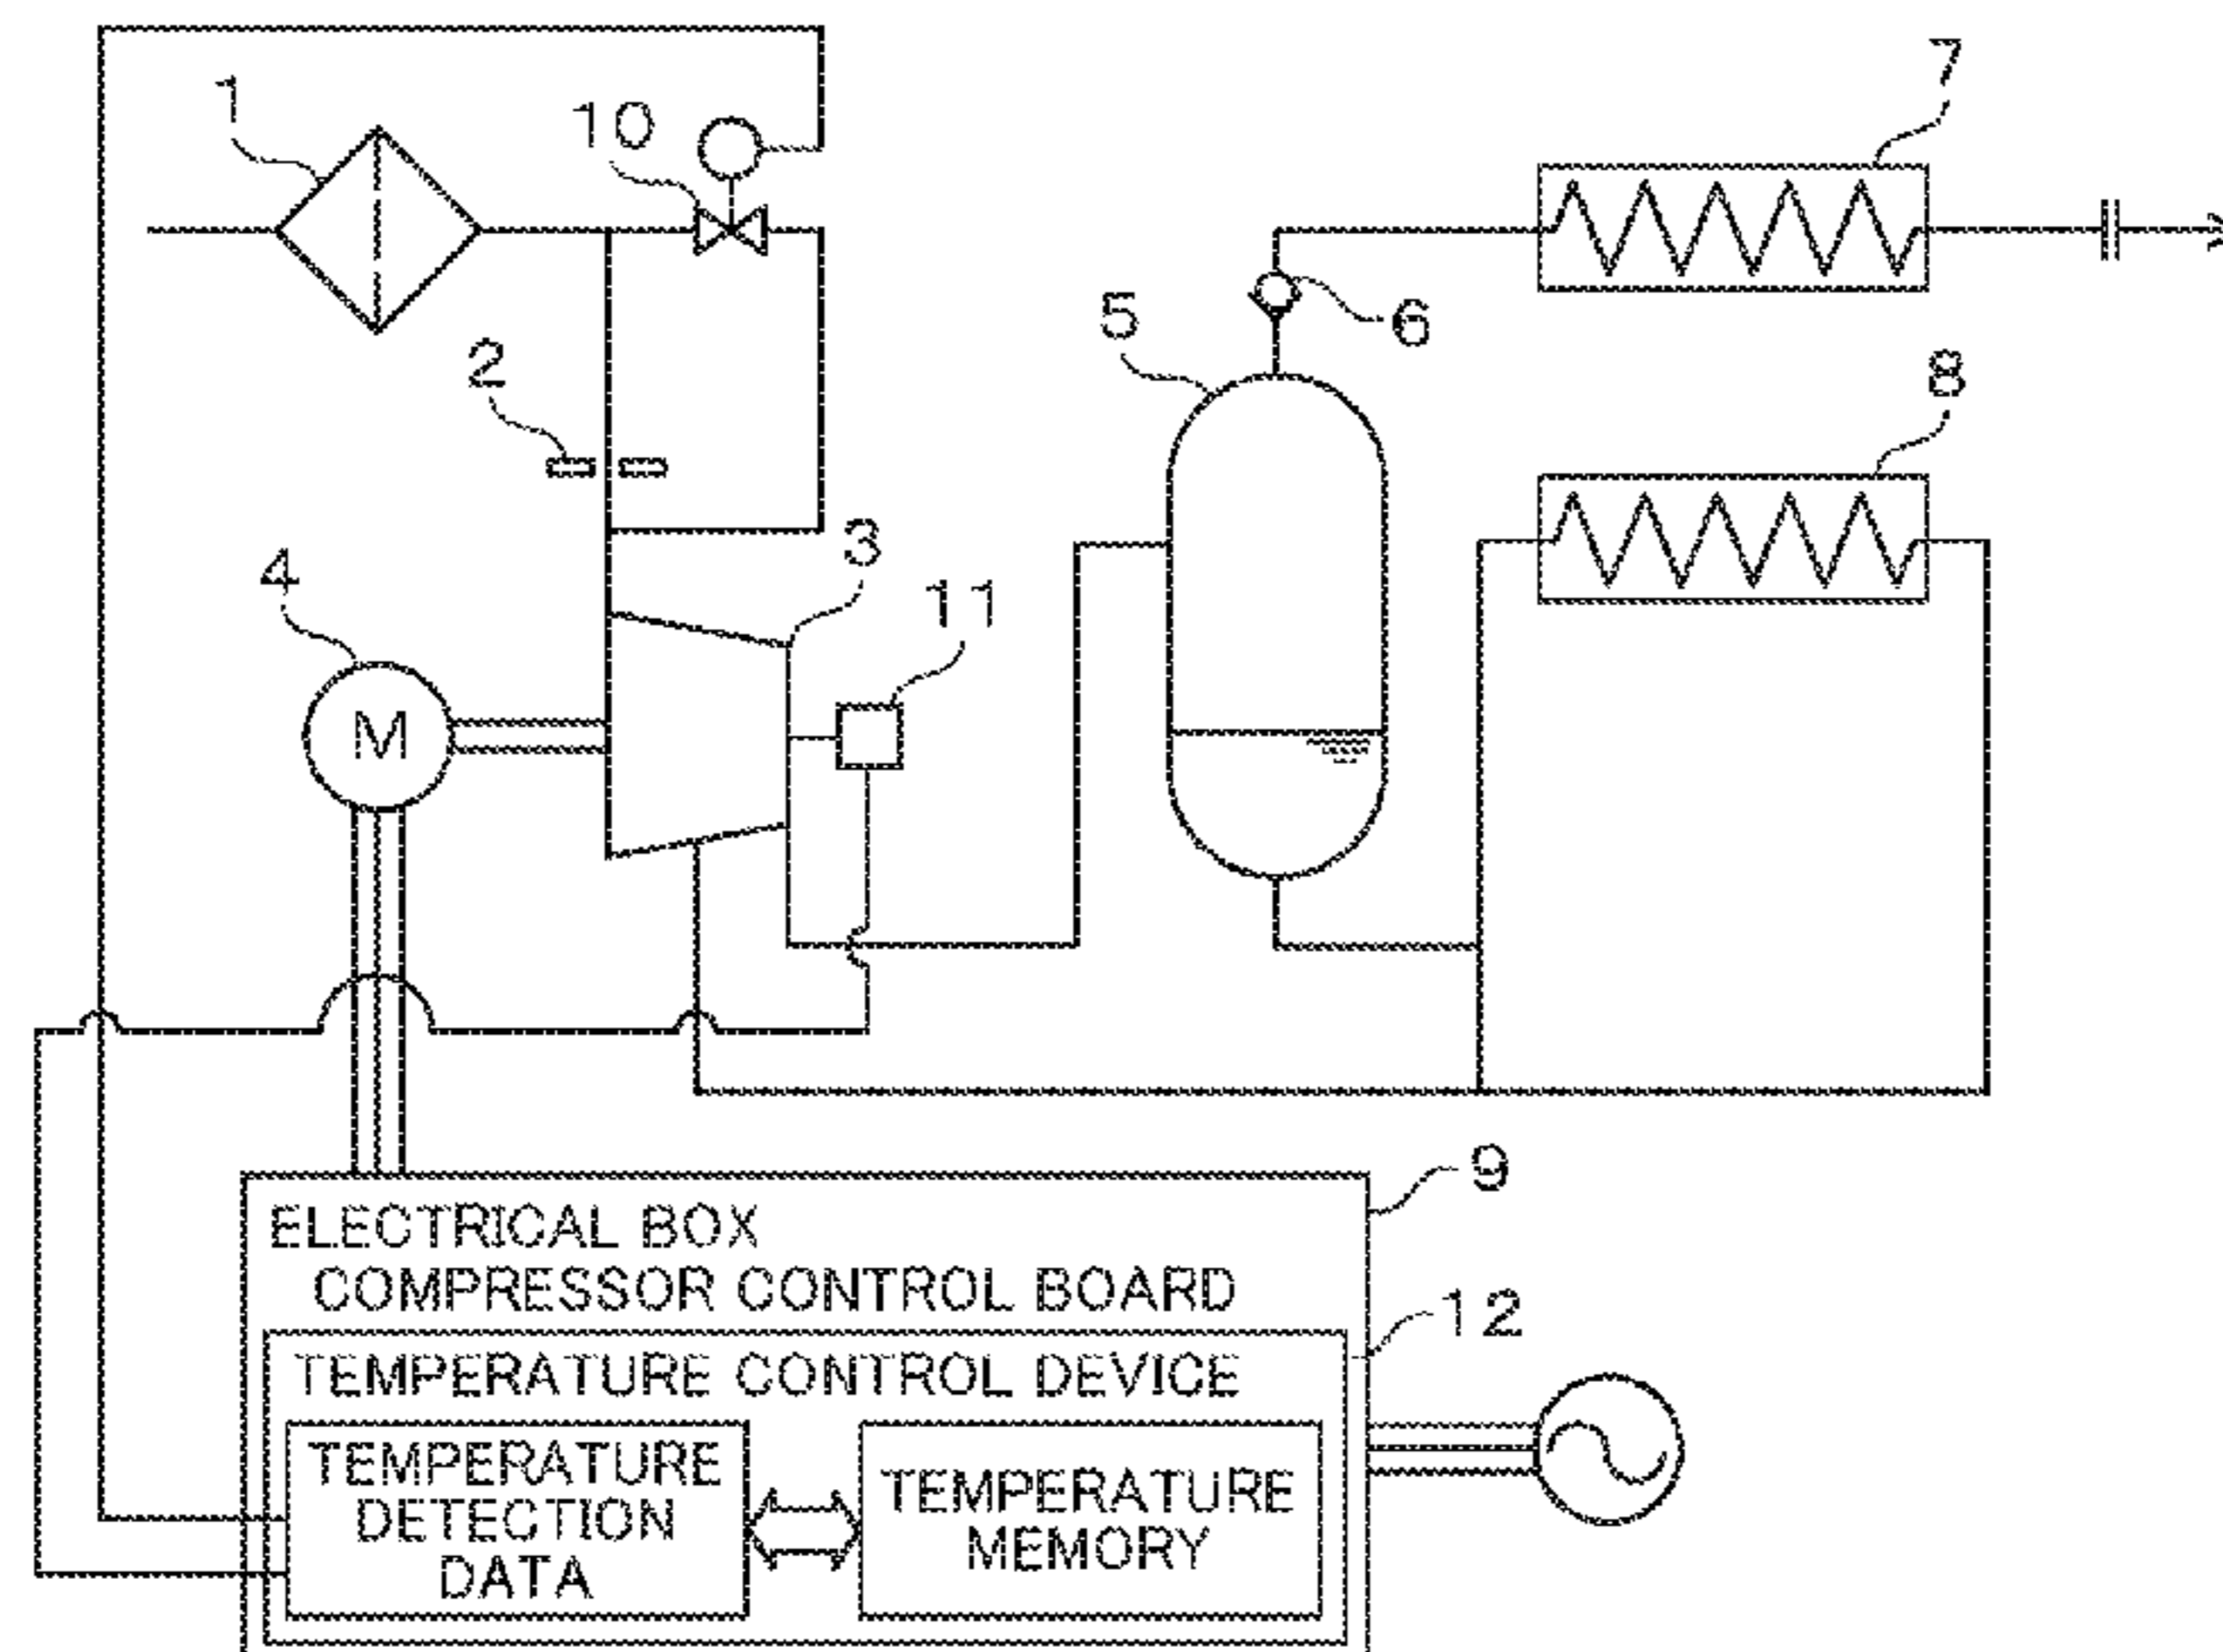 7
1
10
5
6
2
8
3
4
11
M
9
ELECTRICAL BOX
COMPRESSOR CONTROL BOARD
12
TEMPERATURE CONTROL DEVICE
TEMPERATURE
DETECTION
DATA
TEMPERATURE
MEMORY